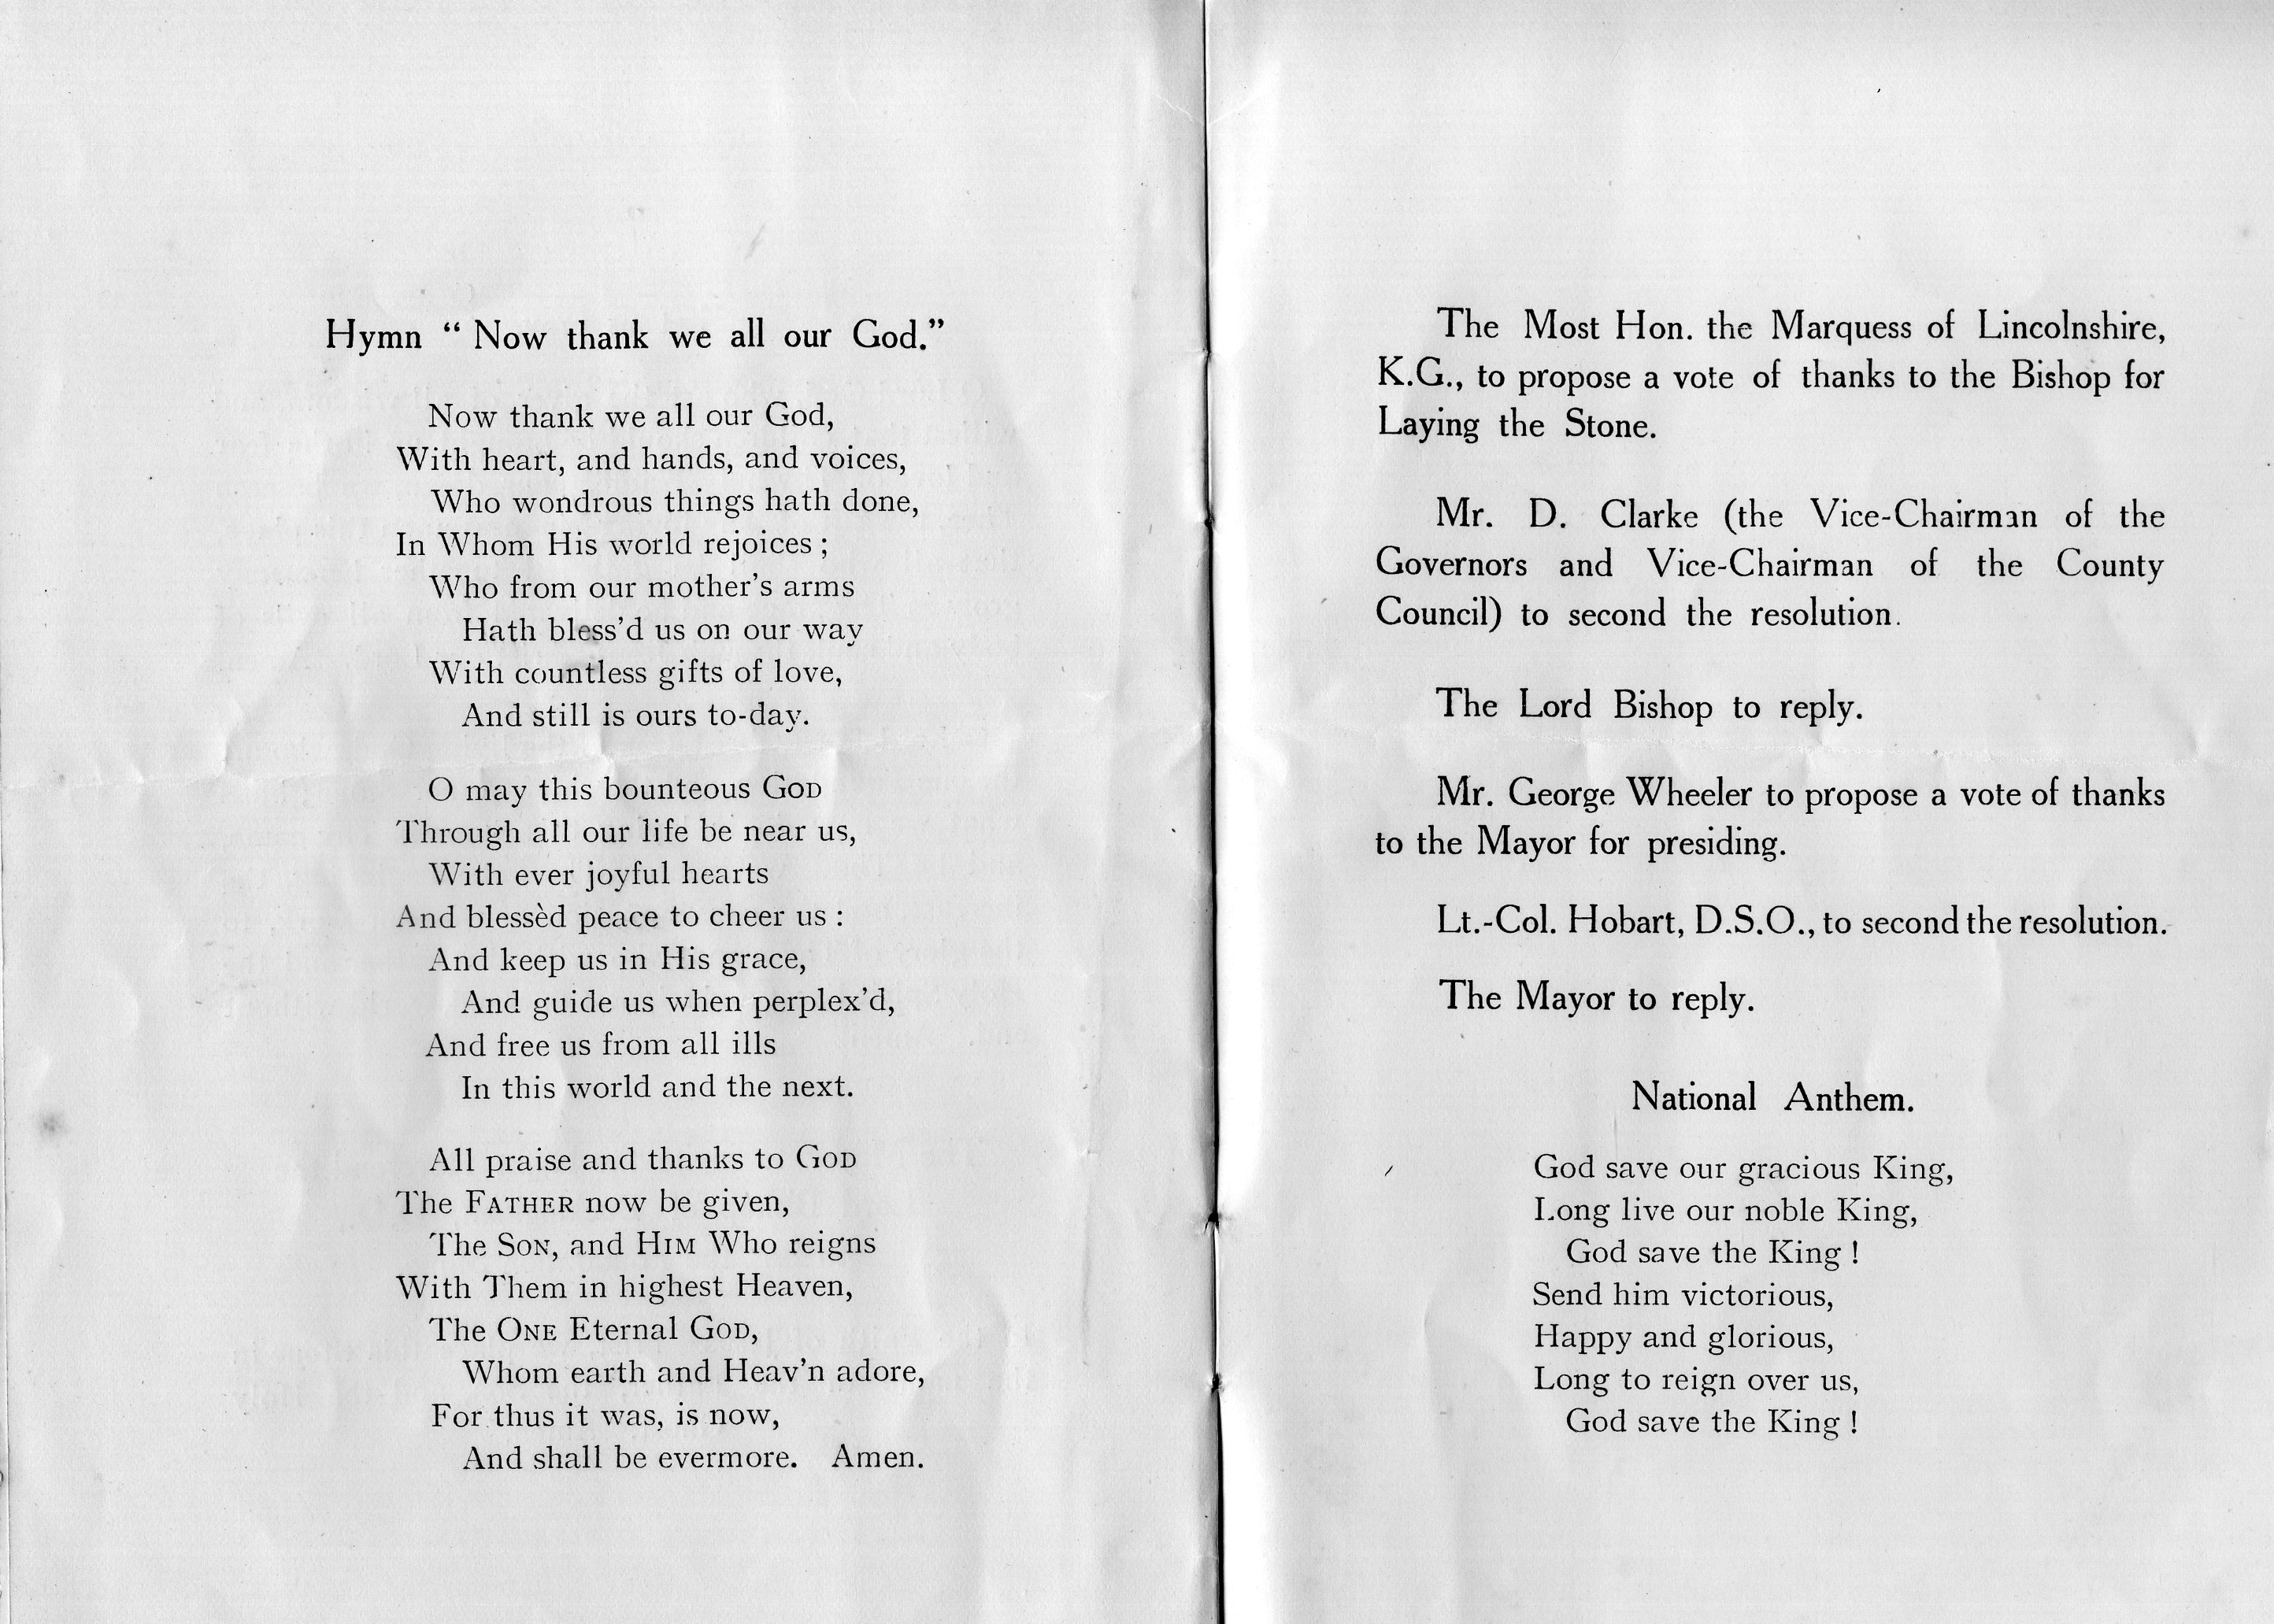 Hymn “ Now thank we all our God.”
Now thank we all our God,
With heart, and hands, and voices,
Who wondrous things hath done,
In Whom His world rejoices ;
Who from our mother’s arms
Hath bless’d us on our way
With countless gifts of love,
And still is ours to-day.
O may this bounteous GOD
Through all our life be near us,
With ever joyful hearts
And blessèd peace to cheer us :
And keep us in His grace,
And guide us when perplex’d,
And free us from all ills
In this world and the next.
All praise and thanks to GOD
The FATHER now be given,
The SON, and HIM Who reigns
With Them in highest Heaven,
The ONE Eternal GOD,
Whom earth and Heav’n adore,
For thus it was, is now,
And shall be evermore. Amen.
The Most Hon. the Marquess of Lincolnshire,
K.G., to propose a vote of thanks to the Bishop for
Laying the Stone.
Mr. D. Clarke (the Vice-Chairman of the
Governors and Vice-Chairman of the County
Council) to second the resolution.
The Lord Bishop to reply.
Mr. George Wheeler to propose a vote of thanks
to the Mayor for presiding.
Lt.-Col. Hobart, D.S.O., to second the resolution.
The Mayor to reply.
National Anthem.
God save our gracious King,
Long live our noble King,
God save the King !
Send him victorious,
Happy and glorious,
Long to reign over us,
God save the King !